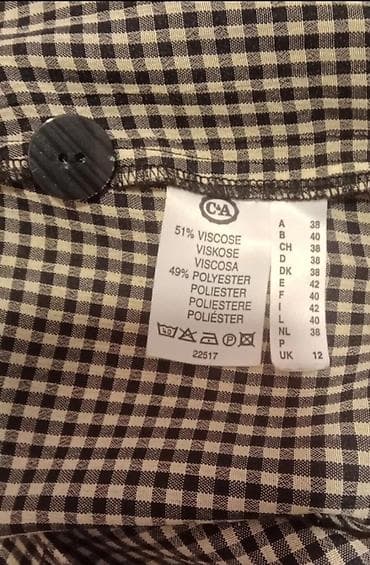 C&A
51% VISCOSE
VISKOSE
VISCOSA
49% POLYESTER
POLIESTER
POLIESTERE
POLIÉSTER
P
22517
A 38
B 40
CH 38
D 38
DK 38
E 42
F 40
I 42
L 40
NL 38
P
UK 12